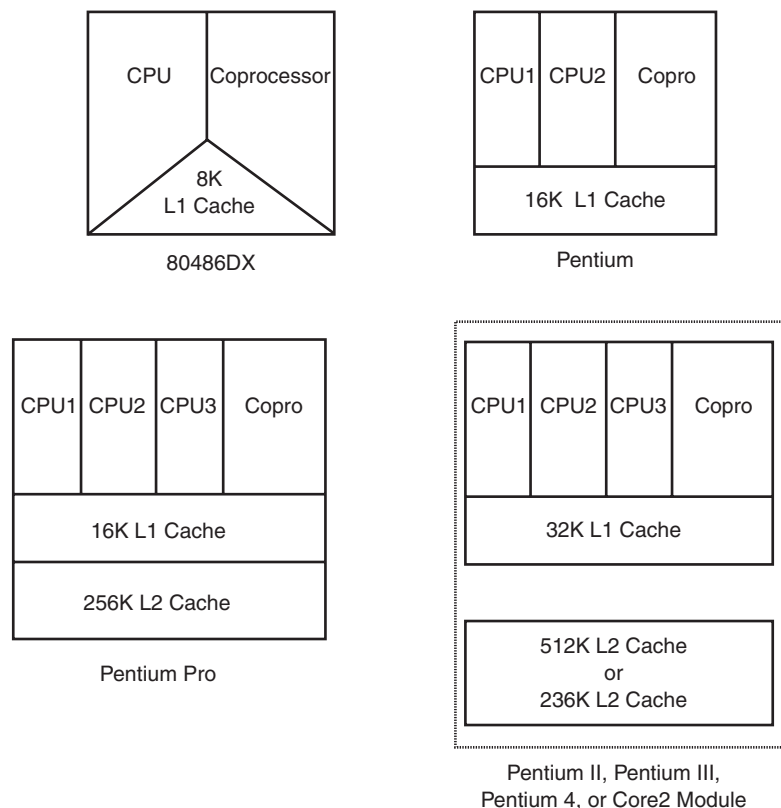 CPU
Coprocessor
8K
L1 Cache
80486DX
CPU1
CPU2
Copro
16K L1 Cache
Pentium
CPU1
CPU2
CPU3
Copro
16K L1 Cache
256K L2 Cache
Pentium Pro
CPU1
CPU2
CPU3
Copro
32K L1 Cache
512K L2 Cache
or
236K L2 Cache
Pentium II, Pentium III,
Pentium 4, or Core2 Module